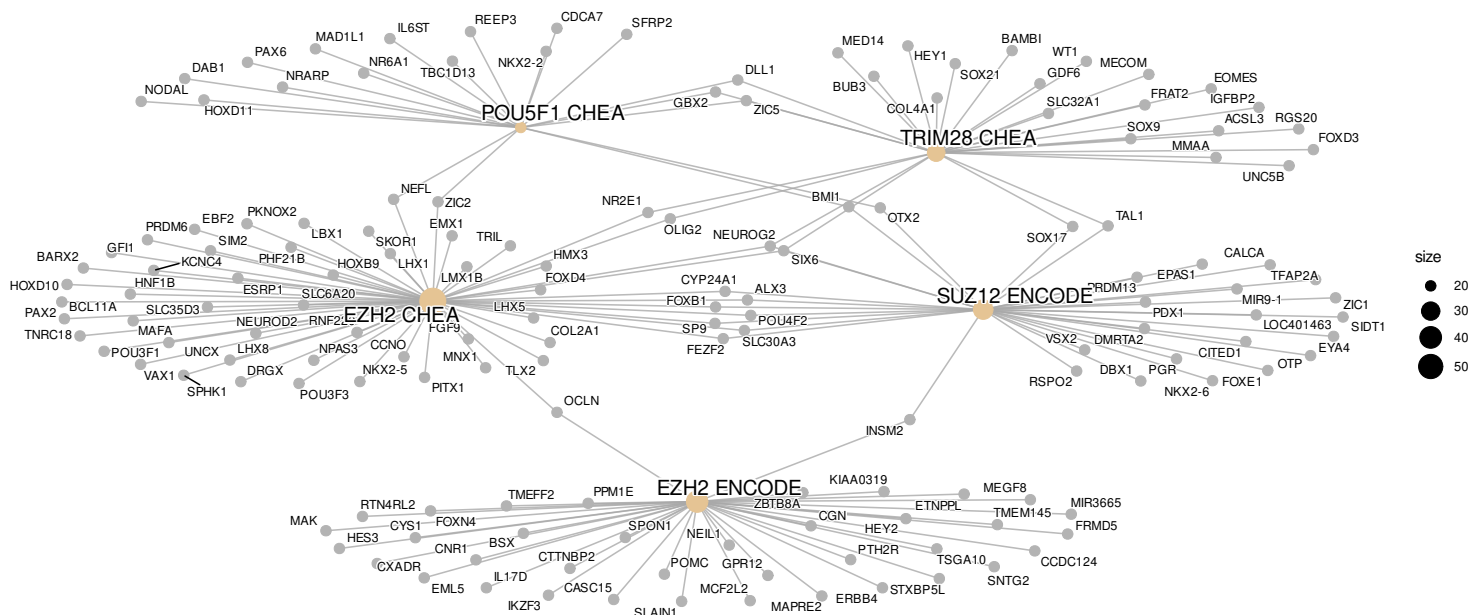 REEP3
CDCA7
IL6ST
SFRP2
MAD1L1
PAX6
NR6A1
TBC1D13
NKX2-2
DAB1
NRARP
NODAL
HOXD11
POU5F1 CHEA
DLL1
GBX2
ZIC5
MED14
HEY1
BAMBI
WT1
MECOM
SOX21
GDF6
BUB3
COL4A1
SLC32A1
FRAT2
EOMES
IGFBP2
ACSL3
RGS20
SOX9
FOXD3
MMAA
UNC5B
TRIM28 CHEA
NEFL
ZIC2
NR2E1
OLIG2
BMI1
OTX2
NEUROG2
SIX6
SOX17
TAL1
PRDM6
EBF2
PKNOX2
LBX1
SKOR1
EMX1
TRIL
BARX2
GFI1
SIM2
KCNC4
PHF21B
HOXB9
LHX1
LMX1B
HMX3
FOXD4
HOXD10
HNF1B
ESRP1
SLC6A20
LHX5
BCL11A
PAX2
SLC35D3
EZH2 CHEA
TNRC18
MAFA
NEUROD2
FGF9
COL2A1
POU3F1
UNCX
LHX8
NPAS3
CCNO
MNX1
TLX2
VAX1
SPHK1
DRGX
POU3F3
NKX2-5
PITX1
CYP24A1
ALX3
FOXB1
POU4F2
SP9
SLC30A3
FEZF2
SUZ12 ENCODE
CALCA
EPAS1
TFAP2A
PRDM13
MIR9-1
ZIC1
PDX1
SIDT1
LOC401463
VSX2
DMRTA2
CITED1
EYA4
RSPO2
DBX1
PGR
NKX2-6
FOXE1
OTP
OCLN
INSM2
EZH2 ENCODE
KIAA0319
MEGF8
MIR3665
RTN4RL2
TMEFF2
PPM1E
ZBTB8A
ETNPPL
TMEM145
FRMD5
MAK
CYS1
FOXN4
SPON1
NEIL1
CGN
HEY2
HES3
CNR1
BSX
CTTNBP2
PTH2R
TSGA10
CCDC124
CXADR
EML5
IL17D
IKZF3
CASC15
SLAIN1
POMC
GPR12
MCF2L2
MAPRE2
ERBB4
STXBP5L
SNTG2
size
20
30
40
50